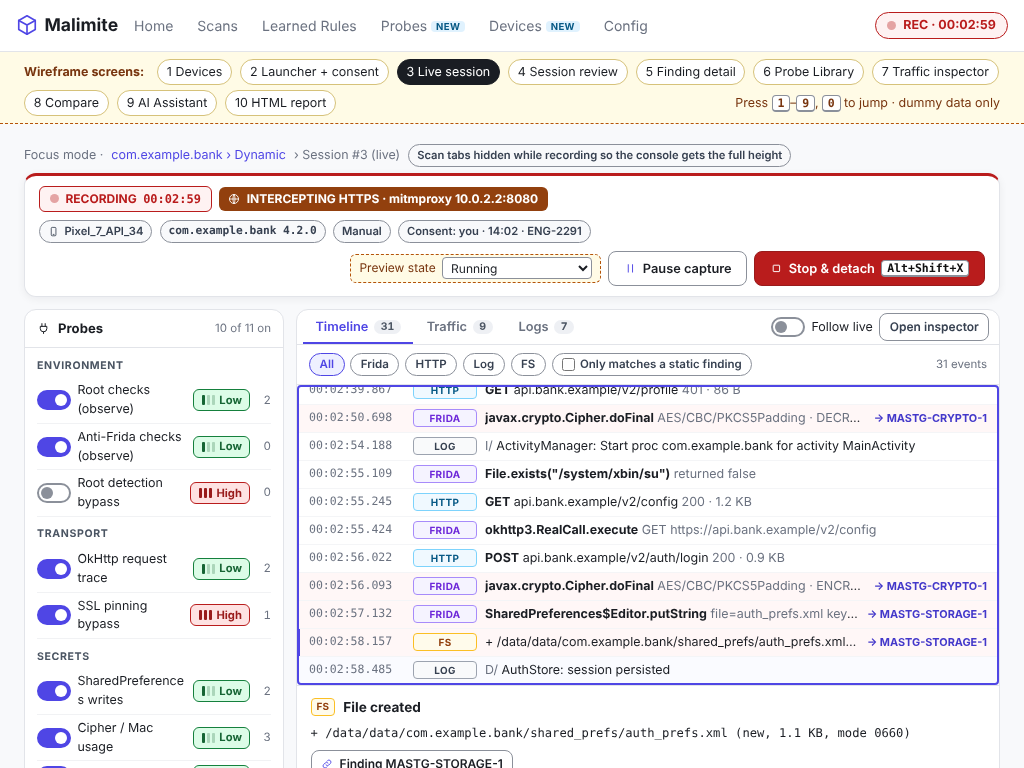 Malimite
Home Scans Learned Rules Probes NEW Devices NEW Config
REC · 00:02:59
Wireframe screens: 1 Devices 2 Launcher + consent 3 Live session 4 Session review 5 Finding detail 6 Probe Library 7 Traffic inspector
8 Compare 9 AI Assistant 10 HTML report
Press 1–9, 0 to jump · dummy data only
Focus mode · com.example.bank › Dynamic › Session #3 (live) Scan tabs hidden while recording so the console gets the full height
RECORDING 00:02:59 INTERCEPTING HTTPS · mitmproxy 10.0.2.2:8080
Pixel_7_API_34 com.example.bank 4.2.0 Manual Consent: you · 14:02 · ENG-2291
Preview state Running Pause capture Stop & detach Alt+Shift+X
Probes 10 of 11 on
ENVIRONMENT
Root checks (observe) Low 2
Anti-Frida checks (observe) Low 0
Root detection bypass High 0
TRANSPORT
OkHttp request trace Low 2
SSL pinning bypass High 1
SECRETS
SharedPreferences writes Low 2
Cipher / Mac usage Low 3
Timeline 31 Traffic 9 Logs 7 Follow live Open inspector
All Frida HTTP Log FS Only matches a static finding 31 events
00:02:39.867 HTTP GET api.bank.example/v2/profile 401 · 86 B
00:02:50.698 FRIDA javax.crypto.Cipher.doFinal AES/CBC/PKCS5Padding · DECR... → MASTG-CRYPTO-1
00:02:54.188 LOG I/ ActivityManager: Start proc com.example.bank for activity MainActivity
00:02:55.109 FRIDA File.exists("/system/xbin/su") returned false
00:02:55.245 HTTP GET api.bank.example/v2/config 200 · 1.2 KB
00:02:55.424 FRIDA okhttp3.RealCall.execute GET https://api.bank.example/v2/config
00:02:56.022 HTTP POST api.bank.example/v2/auth/login 200 · 0.9 KB
00:02:56.093 FRIDA javax.crypto.Cipher.doFinal AES/CBC/PKCS5Padding · ENCR... → MASTG-CRYPTO-1
00:02:57.132 FRIDA SharedPreferences$Editor.putString file=auth_prefs.xml key... → MASTG-STORAGE-1
00:02:58.157 FS + /data/data/com.example.bank/shared_prefs/auth_prefs.xml... → MASTG-STORAGE-1
00:02:58.485 LOG D/ AuthStore: session persisted
FS File created
+ /data/data/com.example.bank/shared_prefs/auth_prefs.xml (new, 1.1 KB, mode 0660)
Finding MASTG-STORAGE-1